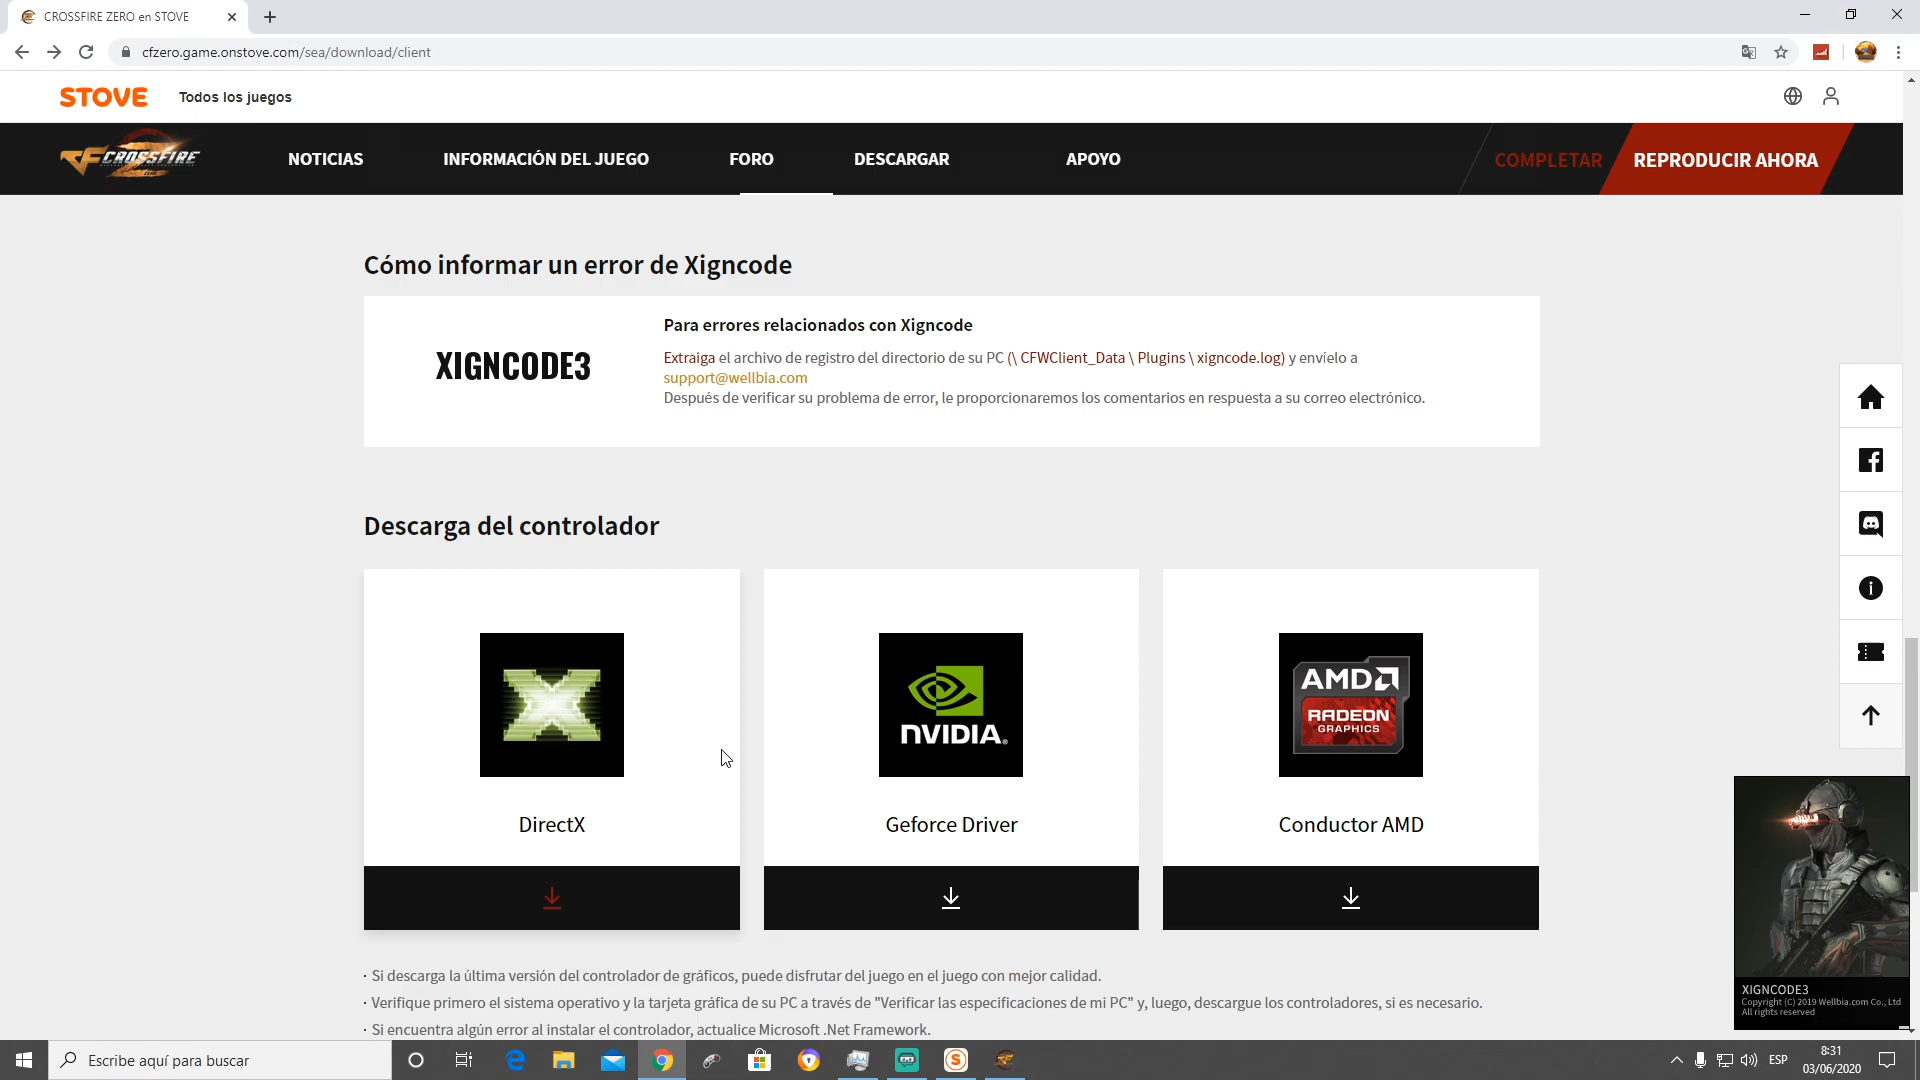 CROSSFIRE ZERO en STOVE
cfzero.game.onstove.com/sea/download/client
STOVE
Todos los juegos
CROSSFIRE
ZERO
NOTICIAS
INFORMACIÓN DEL JUEGO
FORO
DESCARGAR
APOYO
COMPLETAR
REPRODUCIR AHORA
Cómo informar un error de Xigncode
XIGNCODE3
Para errores relacionados con Xigncode
Extraiga el archivo de registro del directorio de su PC (\ CFWClient_Data \ Plugins \ xigncode.log) y envíelo a
support@wellbia.com
Después de verificar su problema de error, le proporcionaremos los comentarios en respuesta a su correo electrónico.
Descarga del controlador
NVIDIA.
AMD
RADEON
GRAPHICS
DirectX
Geforce Driver
Conductor AMD
· Si descarga la última versión del controlador de gráficos, puede disfrutar del juego en el juego con mejor calidad.
· Verifique primero el sistema operativo y la tarjeta gráfica de su PC a través de "Verificar las especificaciones de mi PC" y, luego, descargue los controladores, si es necesario.
· Si encuentra algún error al instalar el controlador, actualice Microsoft .Net Framework.
XIGNCODE3
Copyright (C) 2019 Wellbia.com Co., Ltd
All rights reserved
Escribe aquí para buscar
ESP
8:31
03/06/2020